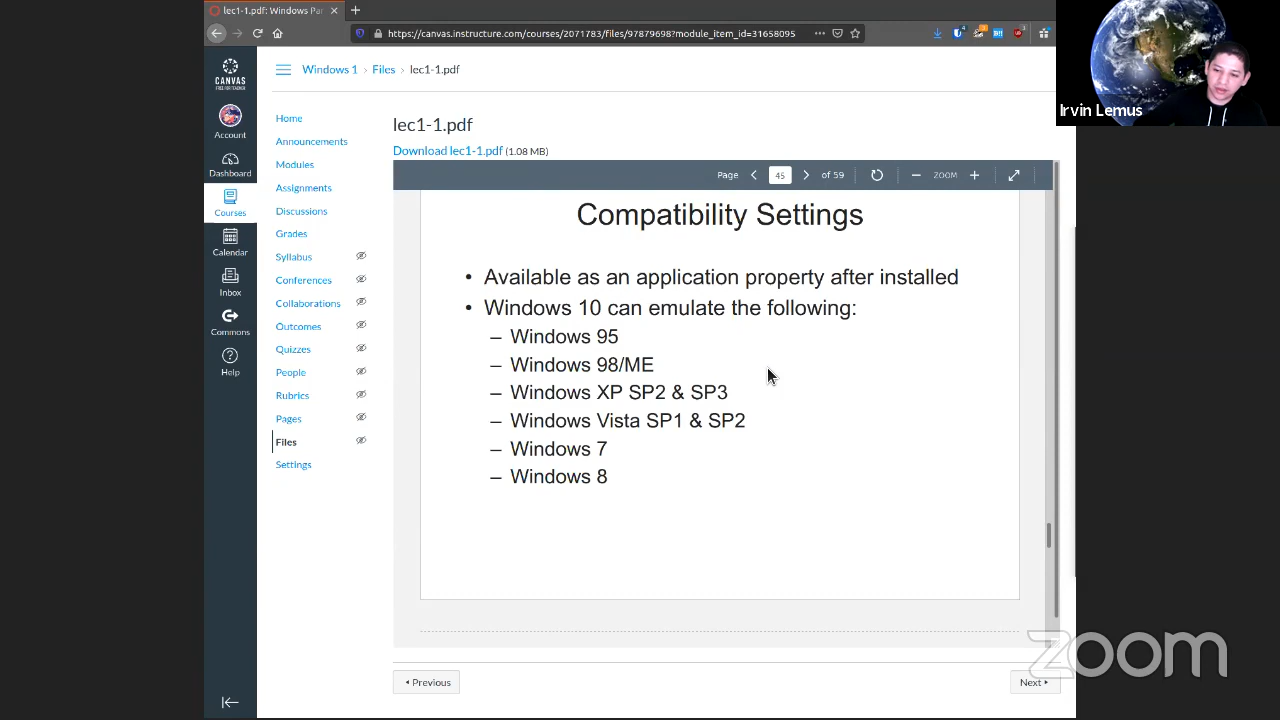 lec1-1.pdf: Windows Par
https://canvas.instructure.com/courses/2071783/files/97879698?module_item_id=31658095
Irvin Lemus
CANVAS
FREE FOR TEACHER
Account
Dashboard
Courses
Calendar
Inbox
Commons
Help
Windows 1 › Files › lec1-1.pdf
Home
Announcements
Modules
Assignments
Discussions
Grades
Syllabus
Conferences
Collaborations
Outcomes
Quizzes
People
Rubrics
Pages
Files
Settings
lec1-1.pdf
Download lec1-1.pdf (1.08 MB)
Page 45 of 59 ZOOM
Compatibility Settings
• Available as an application property after installed
• Windows 10 can emulate the following:
– Windows 95
– Windows 98/ME
– Windows XP SP2 & SP3
– Windows Vista SP1 & SP2
– Windows 7
– Windows 8
Previous
Next
zoom